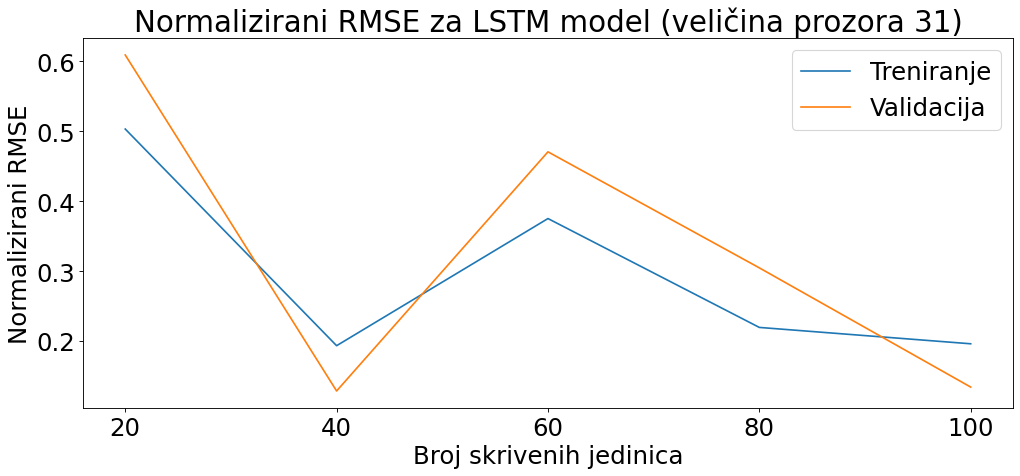 Normalizirani RMSE za LSTM model (veličina prozora 31)
Treniranje
Validacija
Normalizirani RMSE
0.6
0.5
0.4
0.3
0.2
20 40 60 80 100
Broj skrivenih jedinica